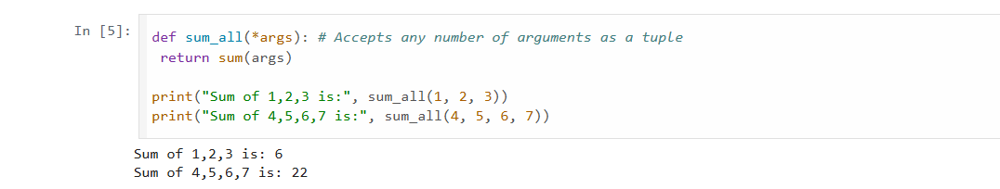 In [5]:
def sum_all(*args): # Accepts any number of arguments as a tuple
 return sum(args)
print("Sum of 1,2,3 is:", sum_all(1, 2, 3))
print("Sum of 4,5,6,7 is:", sum_all(4, 5, 6, 7))
Sum of 1,2,3 is: 6
Sum of 4,5,6,7 is: 22